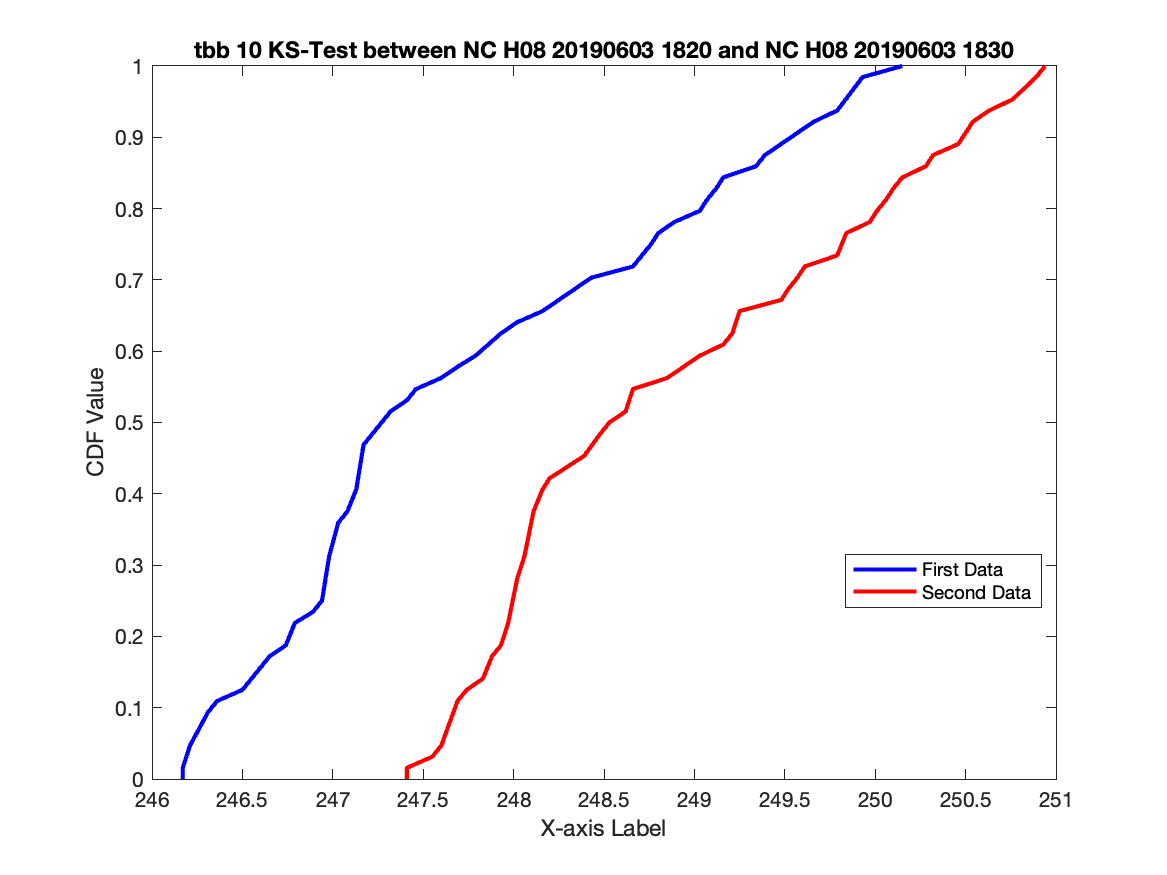 tbb 10 KS-Test between NC H08 20190603 1820 and NC H08 20190603 1830
1
0.9
0.8
0.7
0.6
0.5
0.4
0.3
0.2
0.1
0
CDF Value
First Data
Second Data
246 246.5 247 247.5 248 248.5 249 249.5 250 250.5 251
X-axis Label